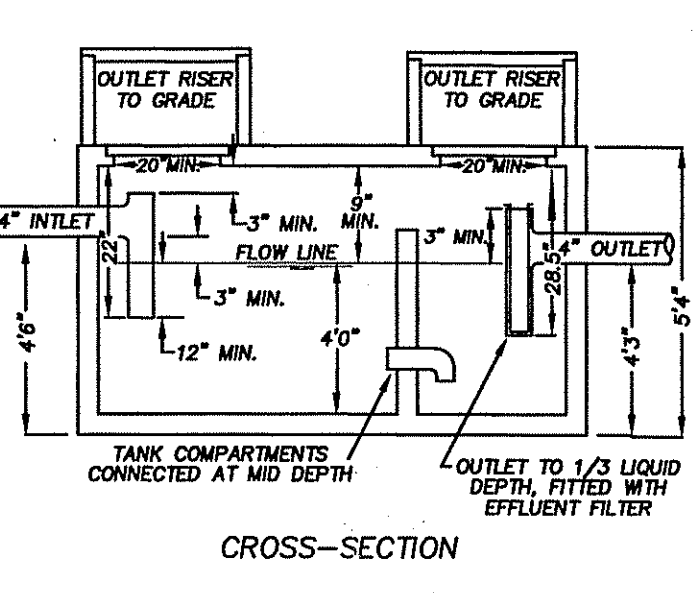 OUTLET RISER
TO GRADE
OUTLET RISER
TO GRADE
20" MIN.
20" MIN.
4" INTLET
22"
3" MIN.
9"
MIN.
3" MIN.
FLOW LINE
3" MIN.
12" MIN.
4" OUTLET
28.5"
4'6"
4'0"
4'3"
5'4"
TANK COMPARTMENTS
CONNECTED AT MID DEPTH
OUTLET TO 1/3 LIQUID
DEPTH, FITTED WITH
EFFLUENT FILTER
CROSS-SECTION